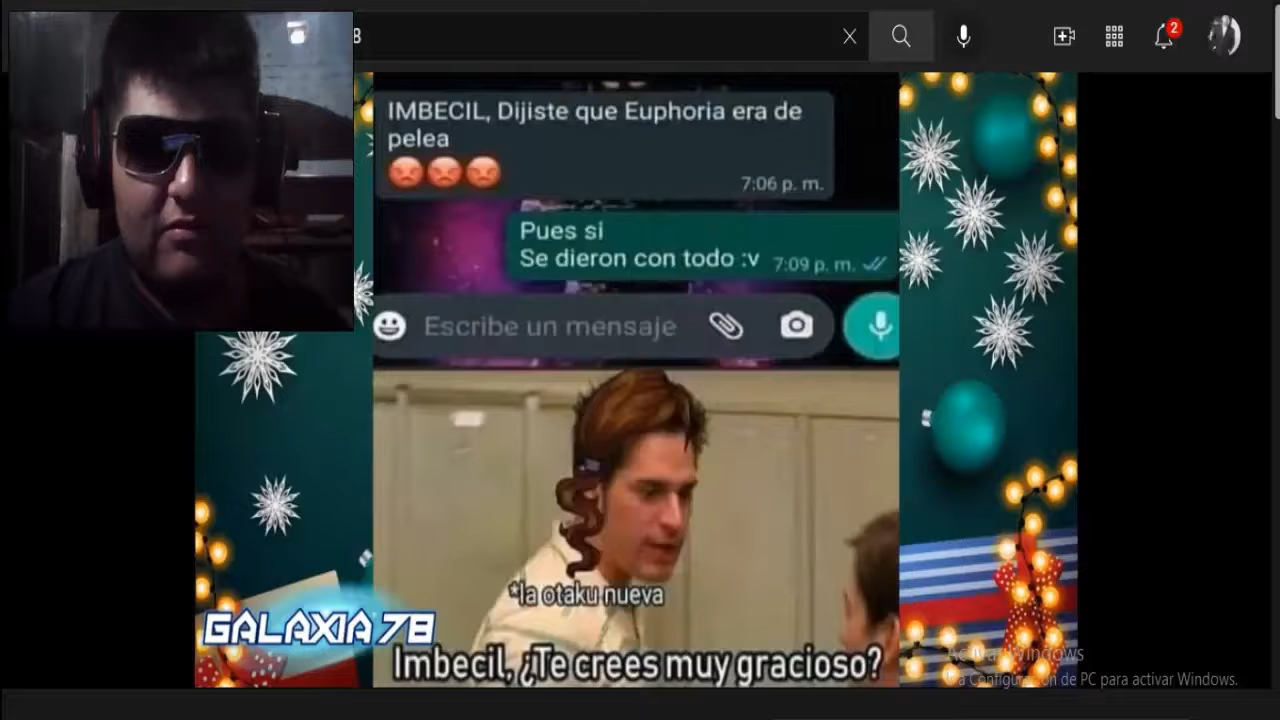 8
2
IMBECIL, Dijiste que Euphoria era de
pelea
7:06 p. m.
Pues si
Se dieron con todo :v 7:09 p. m.
Escribe un mensaje
*la otaku nueva
GALAXIA 78
Imbecil, ¿Te crees muy gracioso?
Activar Windows
Configuración de PC para activar Windows.